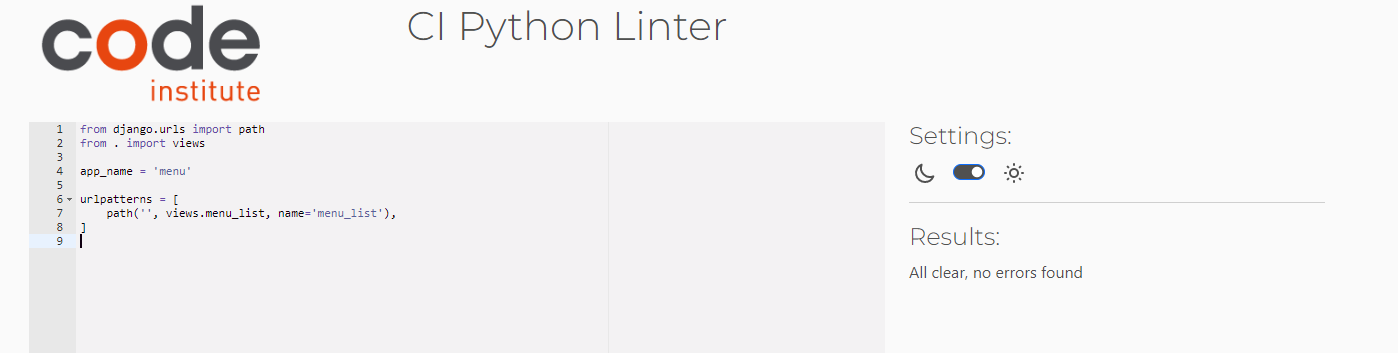 code
institute
CI Python Linter
1 from django.urls import path
2 from . import views
3
4 app_name = 'menu'
5
6 urlpatterns = [
7     path('', views.menu_list, name='menu_list'),
8 ]
9
Settings:
Results:
All clear, no errors found